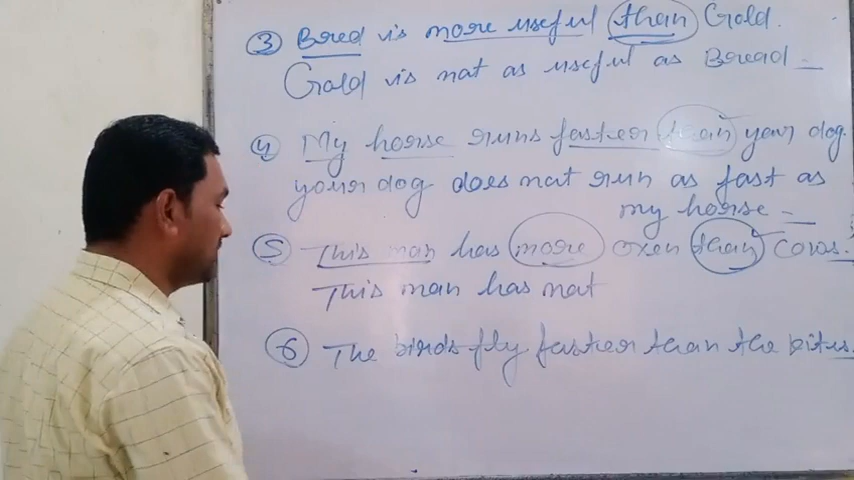 ③ Bred is more useful than Gold.
Gold is not as useful as Bread
④ My horse runs faster than your dog.
your dog does not run as fast as
my horse
⑤ This man has more oxen than cows.
This man has not
⑥ The birds fly faster than the kites.